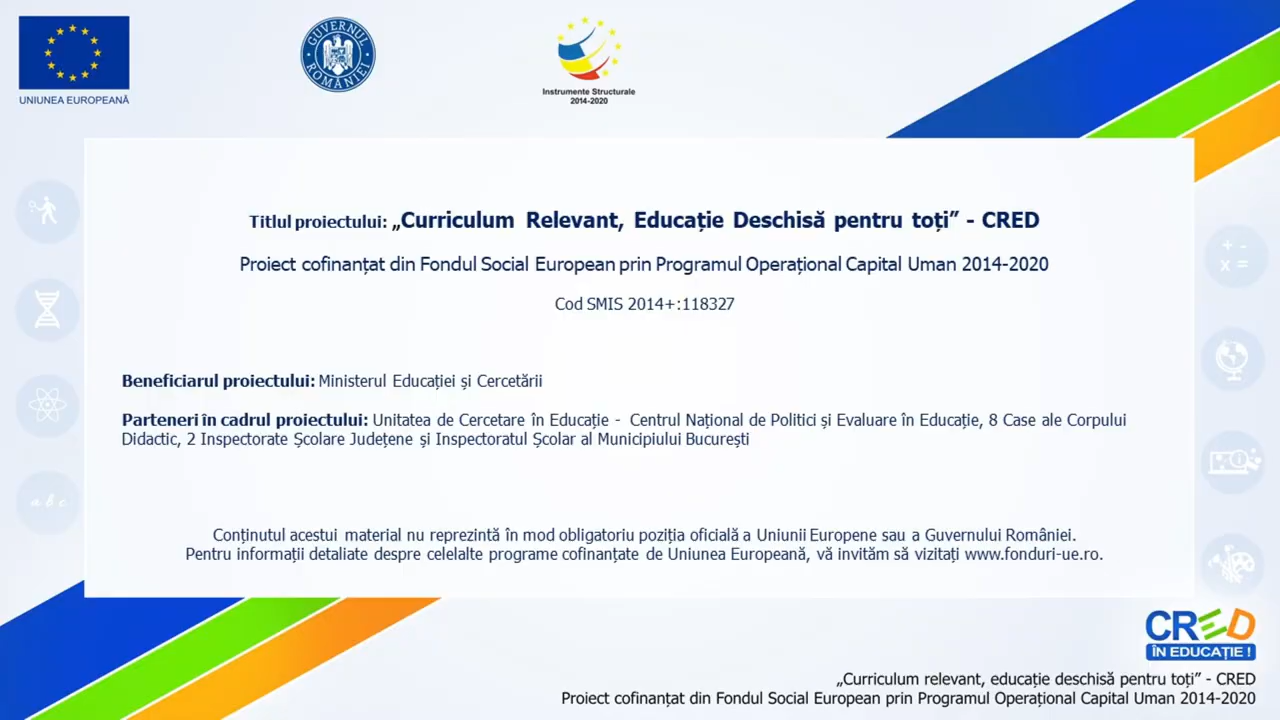 UNIUNEA EUROPEANĂ
GUVERNUL ROMÂNIEI
Instrumente Structurale
2014-2020
Titlul proiectului: „Curriculum Relevant, Educație Deschisă pentru toți” - CRED
Proiect cofinanțat din Fondul Social European prin Programul Operațional Capital Uman 2014-2020
Cod SMIS 2014+:118327
Beneficiarul proiectului: Ministerul Educației și Cercetării
Parteneri în cadrul proiectului: Unitatea de Cercetare în Educație - Centrul Național de Politici și Evaluare în Educație, 8 Case ale Corpului
Didactic, 2 Inspectorate Școlare Județene și Inspectoratul Școlar al Municipiului București
Conținutul acestui material nu reprezintă în mod obligatoriu poziția oficială a Uniunii Europene sau a Guvernului României.
Pentru informații detaliate despre celelalte programe cofinanțate de Uniunea Europeană, vă invităm să vizitați www.fonduri-ue.ro.
+ -
x =
a b c
CRED
ÎN EDUCAȚIE !
„Curriculum relevant, educație deschisă pentru toți” - CRED
Proiect cofinanțat din Fondul Social European prin Programul Operațional Capital Uman 2014-2020